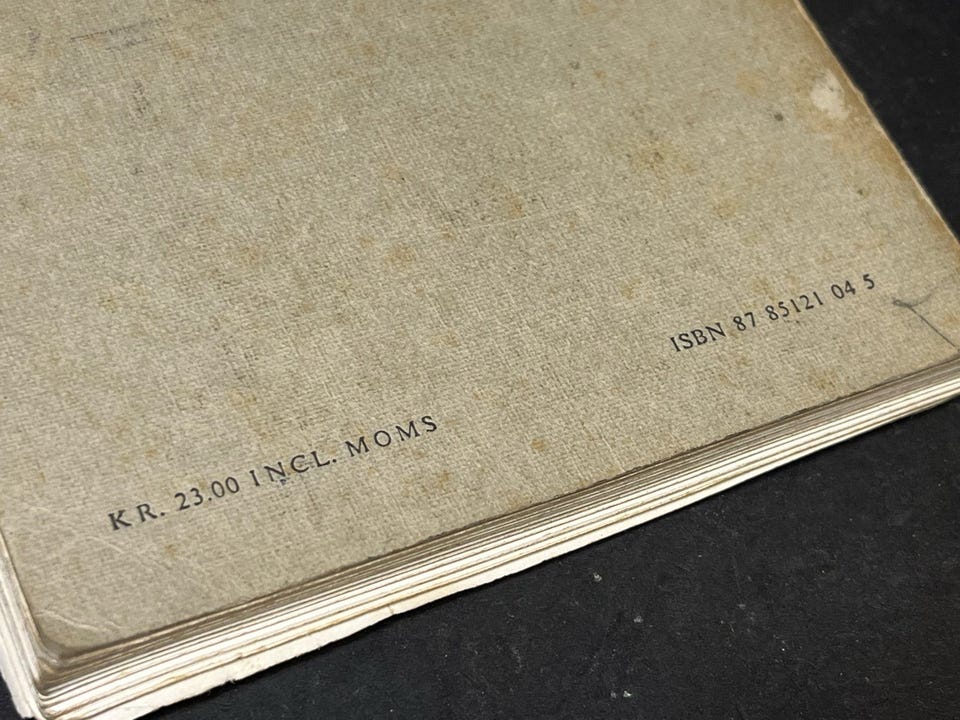 KR. 23.00 INCL. MOMS
ISBN 87 85121 04 5